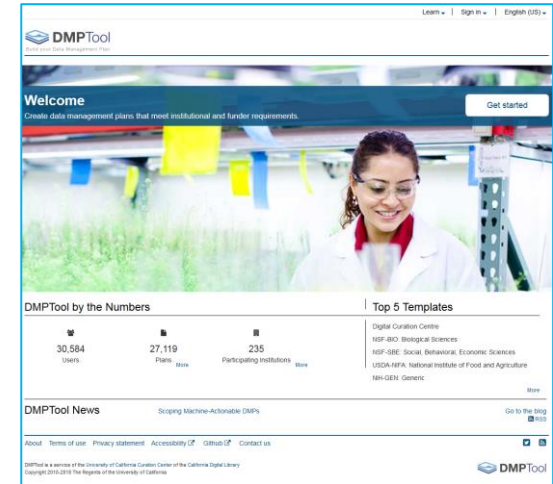 Learn | Sign in | English (US)
DMPTool
Build your Data Management Plan
Welcome
Create data management plans that meet institutional and funder requirements.
Get started
DMPTool by the Numbers
30,584
Users
27,119
Plans
More
235
Participating Institutions
More
Top 5 Templates
Digital Curation Centre
NSF-BIO: Biological Sciences
NSF-SBE: Social, Behavioral, Economic Sciences
USDA-NIFA: National Institute of Food and Agriculture
NIH-GEN: Generic
More
DMPTool News
Scoping Machine-Actionable DMPs
Go to the blog
RSS
About Terms of use Privacy statement Accessibility Github Contact us
DMPTool is a service of the University of California Curation Center of the California Digital Library
Copyright 2010-2018 The Regents of the University of California
DMPTool